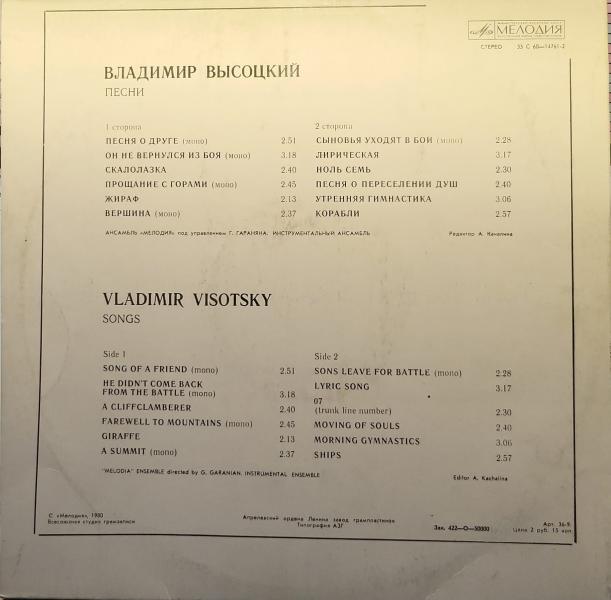 МЕЛОДИЯ
СТЕРЕО 33 С 60—14761-2
ВЛАДИМИР ВЫСОЦКИЙ
ПЕСНИ
1 сторона
ПЕСНЯ О ДРУГЕ (моно) 2.51
ОН НЕ ВЕРНУЛСЯ ИЗ БОЯ (моно) 3.18
СКАЛОЛАЗКА 2.40
ПРОЩАНИЕ С ГОРАМИ (моно) 2.45
ЖИРАФ 2.13
ВЕРШИНА (моно) 2.37
2 сторона
СЫНОВЬЯ УХОДЯТ В БОЙ (моно) 2.28
ЛИРИЧЕСКАЯ 3.17
НОЛЬ СЕМЬ 2.30
ПЕСНЯ О ПЕРЕСЕЛЕНИИ ДУШ 2.40
УТРЕННЯЯ ГИМНАСТИКА 3.06
КОРАБЛИ 2.57
АНСАМБЛЬ «МЕЛОДИЯ» под управлением Г. ГАРАНЯНА. ИНСТРУМЕНТАЛЬНЫЙ АНСАМБЛЬ
Редактор А. Качалина
VLADIMIR VISOTSKY
SONGS
Side 1
SONG OF A FRIEND (mono) 2.51
HE DIDN'T COME BACK
FROM THE BATTLE (mono) 3.18
A CLIFFCLAMBERER 2.40
FAREWELL TO MOUNTAINS (mono) 2.45
GIRAFFE 2.13
A SUMMIT (mono) 2.37
Side 2
SONS LEAVE FOR BATTLE (mono) 2.28
LYRIC SONG 3.17
07
(trunk line number) 2.30
MOVING OF SOULS 2.40
MORNING GYMNASTICS 3.06
SHIPS 2.57
"MELODIA" ENSEMBLE directed by G. GARANIAN. INSTRUMENTAL ENSEMBLE
Editor A. Kachalina
С «Мелодия», 1980
Всесоюзная студия грамзаписи
Апрелевский ордена Ленина завод грампластинок
Типография АЗГ
Зак. 422—О—50000
Арт. 36-9.
Цена 2 руб. 15 коп.